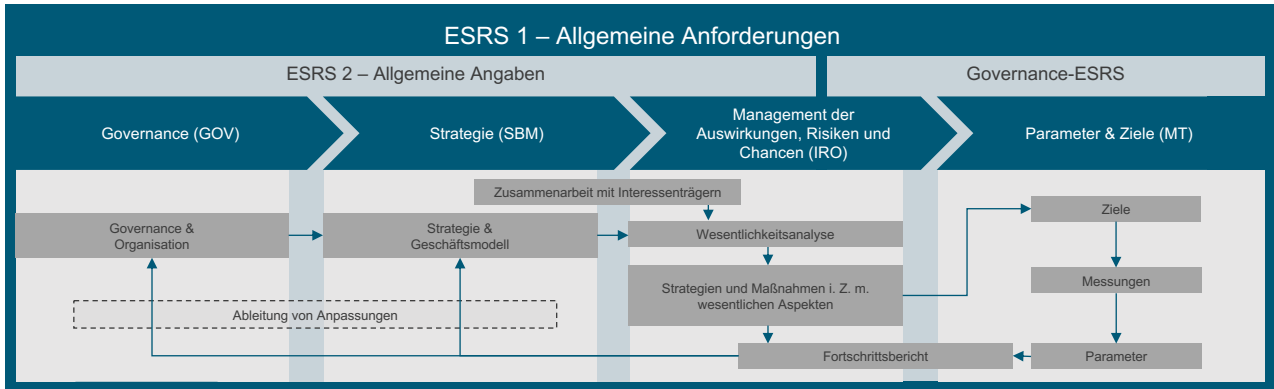 ESRS 1 – Allgemeine Anforderungen
ESRS 2 – Allgemeine Angaben
Governance-ESRS
Governance (GOV)
Strategie (SBM)
Management der
Auswirkungen, Risiken und
Chancen (IRO)
Parameter & Ziele (MT)
Zusammenarbeit mit Interessenträgern
Governance &
Organisation
Strategie &
Geschäftsmodell
Wesentlichkeitsanalyse
Ziele
Strategien und Maßnahmen i. Z. m.
wesentlichen Aspekten
Messungen
Ableitung von Anpassungen
Fortschrittsbericht
Parameter